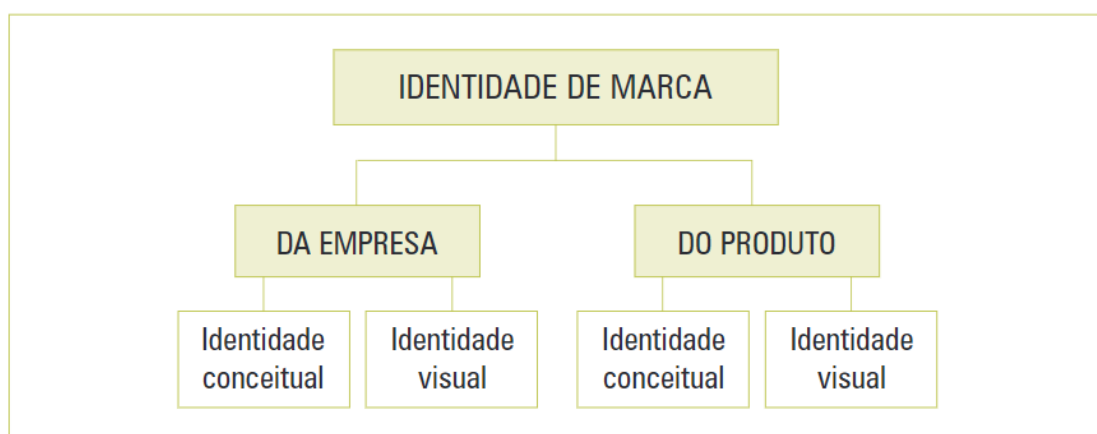 IDENTIDADE DE MARCA
DA EMPRESA
DO PRODUTO
Identidade
conceitual
Identidade
visual
Identidade
conceitual
Identidade
visual